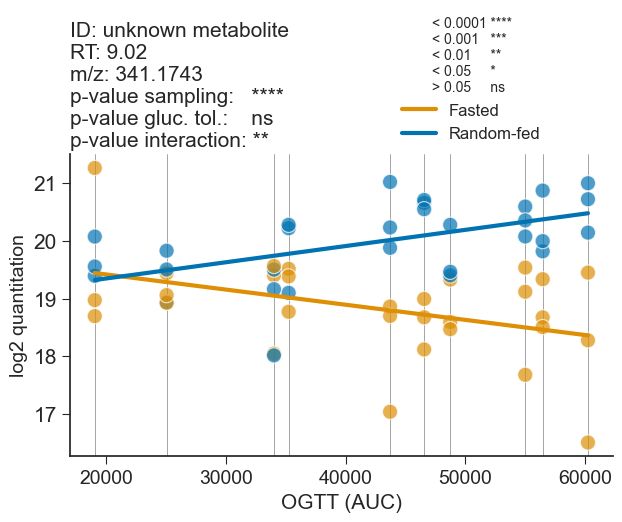 ID: unknown metabolite
RT: 9.02
m/z: 341.1743
p-value sampling: ****
p-value gluc. tol.: ns
p-value interaction: **
< 0.0001 ****
< 0.001 ***
< 0.01 **
< 0.05 *
> 0.05 ns
Fasted
Random-fed
21
20
19
18
17
log2 quantitation
20000 30000 40000 50000 60000
OGTT (AUC)